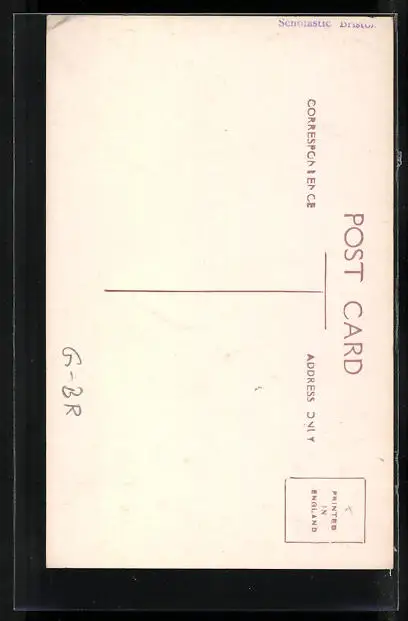 Scholastic Bristol
POST CARD
CORRESPONDENCE
ADDRESS ONLY
PRINTED
IN
ENGLAND
G-BR